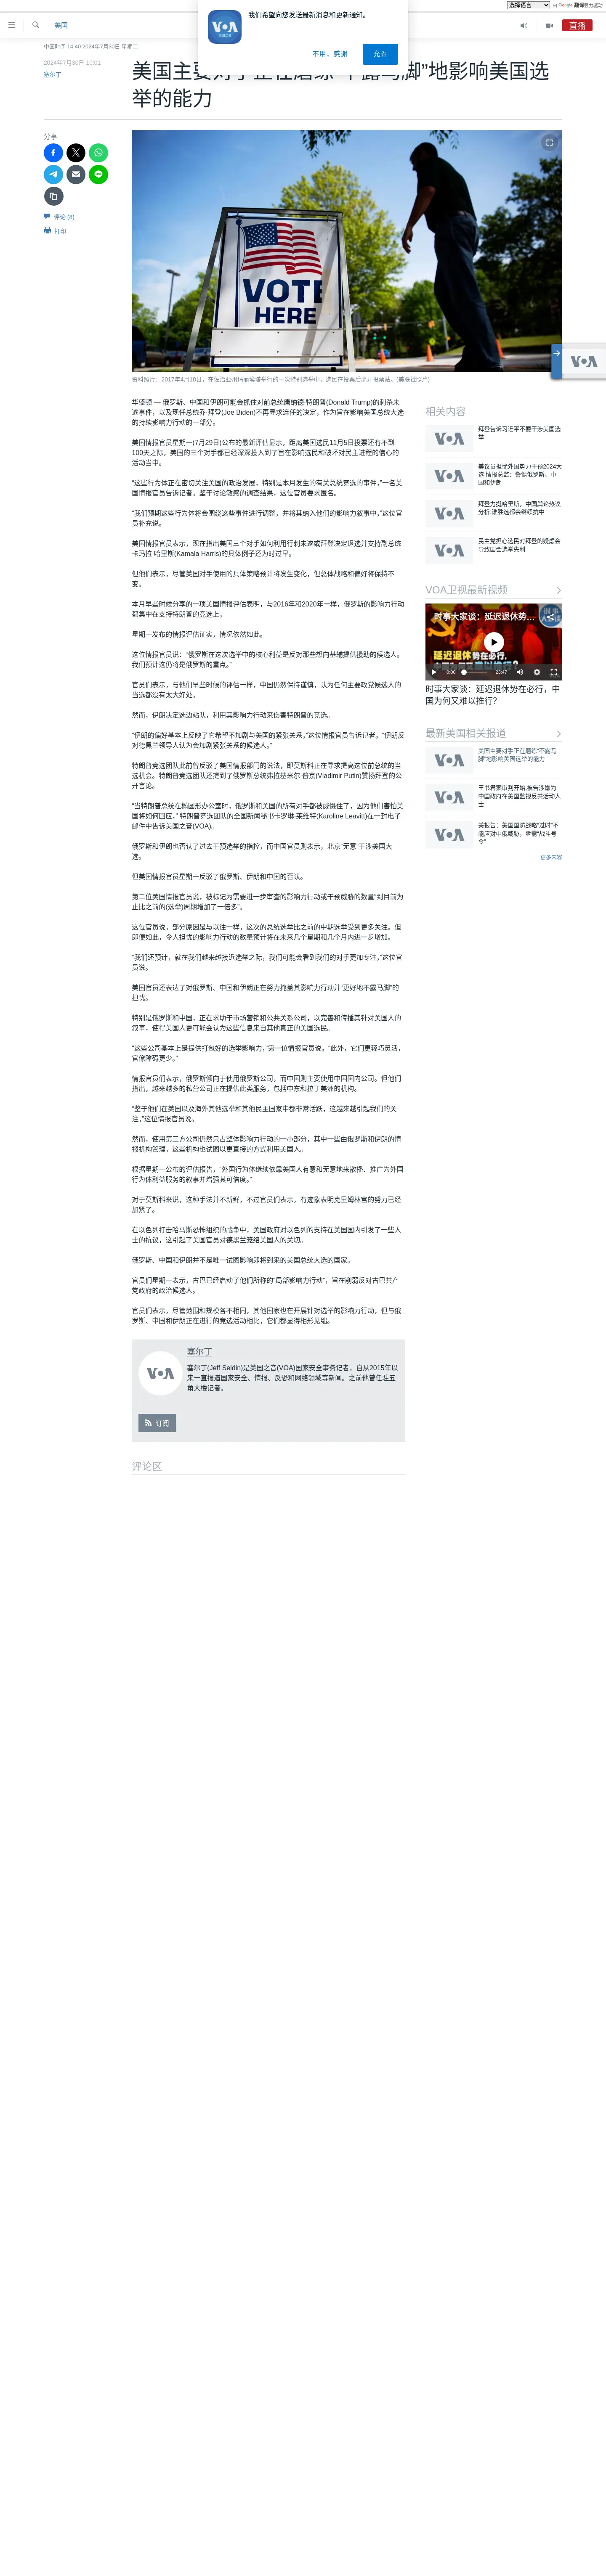 选择语言
由 Google 翻译强力驱动
我们希望向您发送最新消息和更新通知。
VOA
不用，感谢
允许
美国
直播
中国时间 14:40 2024年7月30日 星期二
2024年7月30日 10:01
塞尔丁
美国主要对手正在磨练“不露马脚”地影响美国选
举的能力
分享
评论 (8)
打印
VOTE
HERE
资料照片：2017年4月18日，在佐治亚州玛丽埃塔举行的一次特别选举中，选民在投票后离开投票站。(美联社照片)
华盛顿 — 俄罗斯、中国和伊朗可能会抓住对前总统唐纳德·特朗普(Donald Trump)的刺杀未
遂事件，以及现任总统乔·拜登(Joe Biden)不再寻求连任的决定，作为旨在影响美国总统大选
的持续影响力行动的一部分。
美国情报官员星期一(7月29日)公布的最新评估显示，距离美国选民11月5日投票还有不到
100天之际，美国的三个对手都已经深深投入到了旨在影响选民和破坏对民主进程的信心的
活动当中。
“这些行为体正在密切关注美国的政治发展，特别是本月发生的有关总统竞选的事件，”一名美
国情报官员告诉记者。鉴于讨论敏感的调查结果，这位官员要求匿名。
“我们预期这些行为体将会围绕这些事件进行调整，并将其纳入他们的影响力叙事中，”这位官
员补充说。
美国情报官员表示，现在指出美国三个对手如何利用行刺未遂或拜登决定退选并支持副总统
卡玛拉·哈里斯(Kamala Harris)的具体例子还为时过早。
但他们表示，尽管美国对手使用的具体策略预计将发生变化，但总体战略和偏好将保持不
变。
本月早些时候分享的一项美国情报评估表明，与2016年和2020年一样，俄罗斯的影响力行动
都集中在支持特朗普的竞选上。
星期一发布的情报评估证实，情况依然如此。
这位情报官员说：“俄罗斯在这次选举中的核心利益是反对那些想向基辅提供援助的候选人。
我们预计这仍将是俄罗斯的重点。”
官员们表示，与他们早些时候的评估一样，中国仍然保持谨慎，认为任何主要政党候选人的
当选都没有太大好处。
然而，伊朗决定选边站队，利用其影响力行动来伤害特朗普的竞选。
“伊朗的偏好基本上反映了它希望不加剧与美国的紧张关系，”这位情报官员告诉记者。“伊朗反
对德黑兰领导人认为会加剧紧张关系的候选人。”
特朗普竞选团队此前曾反驳了美国情报部门的说法，即莫斯科正在寻求提高这位前总统的当
选机会。特朗普竞选团队还提到了俄罗斯总统弗拉基米尔·普京(Vladimir Putin)赞扬拜登的公
开言论。
“当特朗普总统在椭圆形办公室时，俄罗斯和美国的所有对手都被威慑住了，因为他们害怕美
国将如何回应，” 特朗普竞选团队的全国新闻秘书卡罗琳·莱维特(Karoline Leavitt)在一封电子
邮件中告诉美国之音(VOA)。
俄罗斯和伊朗也否认了过去干预选举的指控，而中国官员则表示，北京“无意”干涉美国大
选。
但美国情报官员星期一反驳了俄罗斯、伊朗和中国的否认。
第二位美国情报官员说，被标记为需要进一步审查的影响力行动或干预威胁的数量“到目前为
止比之前的(选举)周期增加了一倍多”。
这位官员说，部分原因是与以往一样，这次的总统选举比之前的中期选举受到更多关注。但
即便如此，令人担忧的影响力行动的数量预计将在未来几个星期和几个月内进一步增加。
“我们还预计，就在我们越来越接近选举之际，我们可能会看到我们的对手更加专注，”这位官
员说。
美国官员还表达了对俄罗斯、中国和伊朗正在努力掩盖其影响力行动并“更好地不露马脚”的
担忧。
特别是俄罗斯和中国，正在求助于市场营销和公共关系公司，以完善和传播其针对美国人的
叙事，使得美国人更可能会认为这些信息来自其他真正的美国选民。
“这些公司基本上是提供打包好的选举影响力，”第一位情报官员说。“此外，它们更轻巧灵活，
官僚障碍更少。”
情报官员们表示，俄罗斯倾向于使用俄罗斯公司，而中国则主要使用中国国内公司。但他们
指出，越来越多的私营公司正在提供此类服务，包括中东和拉丁美洲的机构。
“鉴于他们在美国以及海外其他选举和其他民主国家中都非常活跃，这越来越引起我们的关
注，”这位情报官员说。
然而，使用第三方公司仍然只占整体影响力行动的一小部分，其中一些由俄罗斯和伊朗的情
报机构管理，这些机构也试图以更直接的方式利用美国人。
根据星期一公布的评估报告，“外国行为体继续依靠美国人有意和无意地来散播、推广为外国
行为体利益服务的叙事并增强其可信度。”
对于莫斯科来说，这种手法并不新鲜，不过官员们表示，有迹象表明克里姆林宫的努力已经
加紧了。
在以色列打击哈马斯恐怖组织的战争中，美国政府对以色列的支持在美国国内引发了一些人
士的抗议，这引起了美国官员对德黑兰笼络美国人的关切。
俄罗斯、中国和伊朗并不是唯一试图影响即将到来的美国总统大选的国家。
官员们星期一表示，古巴已经启动了他们所称的“局部影响力行动”，旨在削弱反对古巴共产
党政府的政治候选人。
官员们表示，尽管范围和规模各不相同，其他国家也在开展针对选举的影响力行动，但与俄
罗斯、中国和伊朗正在进行的竞选活动相比，它们都显得相形见绌。
VOA
塞尔丁
塞尔丁(Jeff Seldin)是美国之音(VOA)国家安全事务记者，自从2015年以
来一直报道国家安全、情报、反恐和网络领域等新闻。之前他曾任驻五
角大楼记者。
订阅
评论区
VOA
相关内容
VOA
拜登告诉习近平不要干涉美国选
举
VOA
美议员担忧外国势力干预2024大
选 情报总监：警惕俄罗斯、中
国和伊朗
VOA
拜登力挺哈里斯，中国舆论热议
分析:谁胜选都会继续抗中
VOA
民主党担心选民对拜登的疑虑会
导致国会选举失利
VOA卫视最新视频
时事大家谈：延迟退休势…
延迟退休势在必行,
0:00
23:47
时事大家谈：延迟退休势在必行，中
国为何又难以推行？
最新美国相关报道
VOA
美国主要对手正在磨练“不露马
脚”地影响美国选举的能力
VOA
王书君案审判开始,被告涉嫌为
中国政府在美国监视反共活动人
士
VOA
美报告：美国国防战略“过时”不
能应对中俄威胁，亟需“战斗号
令”
更多内容